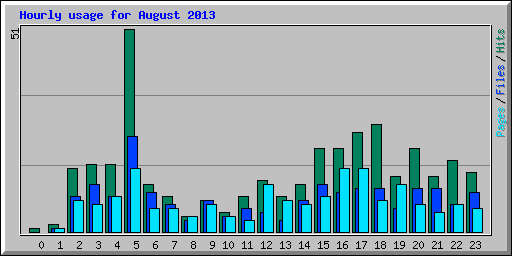 Hourly usage for August 2013
51
Pages / Files / Hits
0 1 2 3 4 5 6 7 8 9 10 11 12 13 14 15 16 17 18 19 20 21 22 23